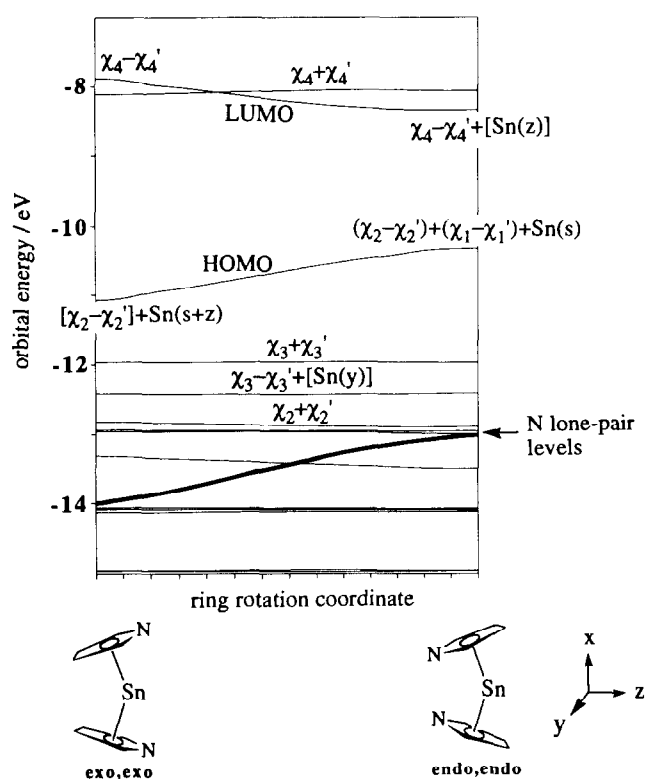 χ₄−χ₄'
χ₄+χ₄'
-8
LUMO
χ₄−χ₄'+[Sn(z)]
orbital energy / eV
-10
(χ₂−χ₂')+(χ₁−χ₁')+Sn(s)
HOMO
[χ₂−χ₂']+Sn(s+z)
-12
χ₃+χ₃'
χ₃−χ₃'+[Sn(y)]
χ₂+χ₂'
N lone-pair
levels
-14
ring rotation coordinate
N
Sn
N
exo,exo
N
Sn
N
endo,endo
x
z
y